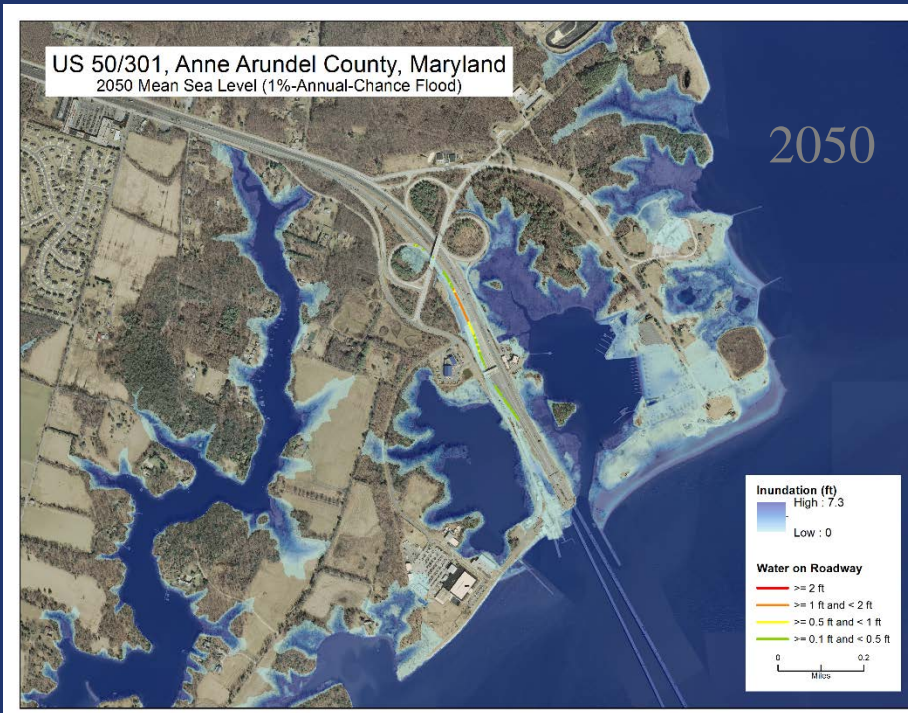 US 50/301, Anne Arundel County, Maryland
2050 Mean Sea Level (1%-Annual-Chance Flood)
2050
Inundation (ft)
High : 7.3
Low : 0
Water on Roadway
>= 2 ft
>= 1 ft and < 2 ft
>= 0.5 ft and < 1 ft
>= 0.1 ft and < 0.5 ft
0 0.2
Miles